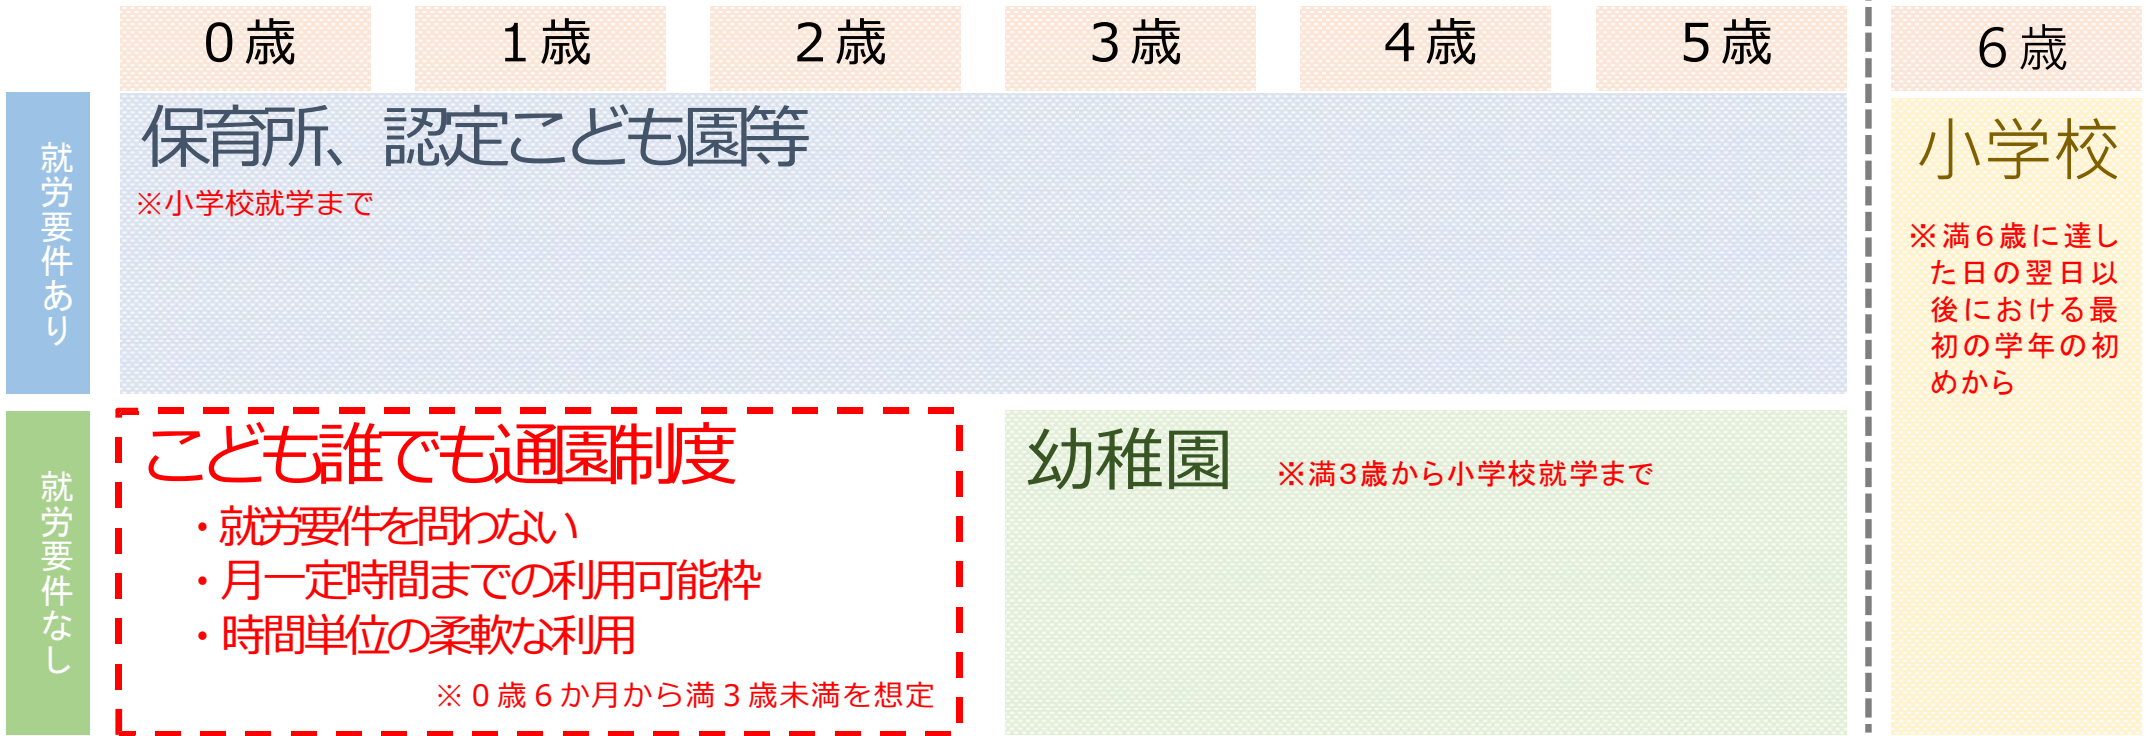 ０歳
１歳
２歳
３歳
４歳
５歳
６歳
就労要件あり
保育所、認定こども園等
※小学校就学まで
小学校
※満６歳に達し
た日の翌日以
後における最
初の学年の初
めから
就労要件なし
こども誰でも通園制度
・就労要件を問わない
・月一定時間までの利用可能枠
・時間単位の柔軟な利用
※０歳６か月から満３歳未満を想定
幼稚園
※満３歳から小学校就学まで